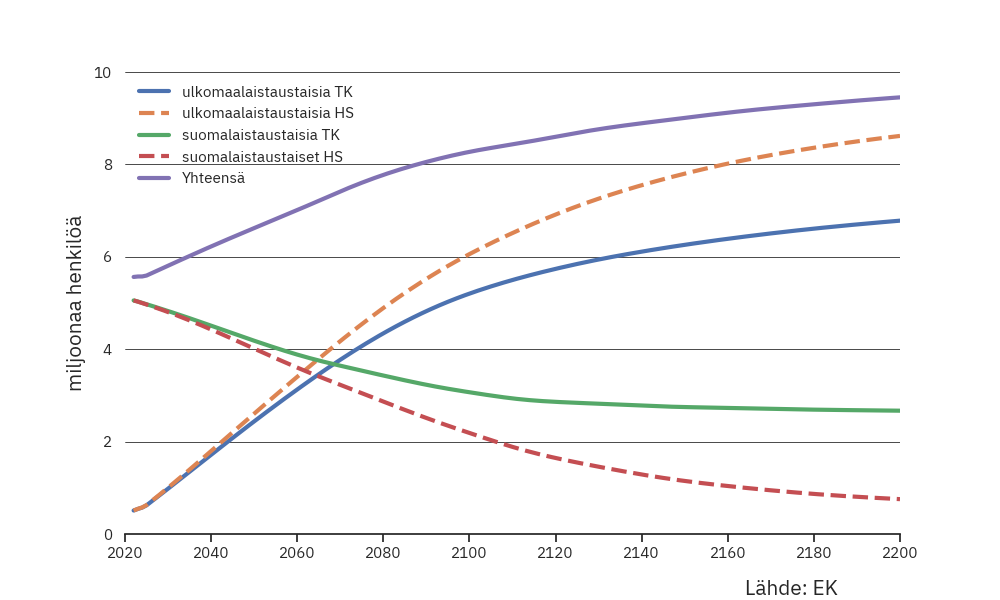 10
ulkomaalaistaustaisia TK
ulkomaalaistaustaisia HS
suomalaistaustaisia TK
suomalaistaustaiset HS
Yhteensä
8
6
4
2
0
miljoonaa henkilöä
2020 2040 2060 2080 2100 2120 2140 2160 2180 2200
Lähde: EK